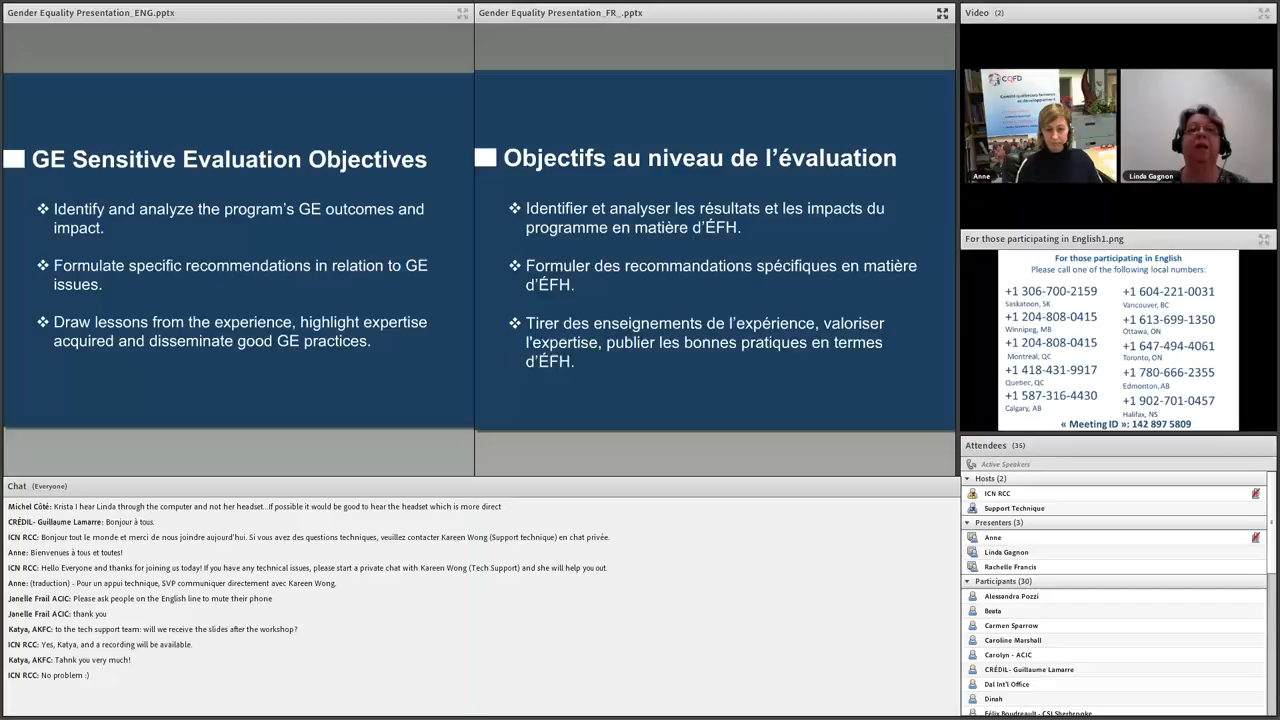 Gender Equality Presentation_ENG.pptx
GE Sensitive Evaluation Objectives
❖ Identify and analyze the program's GE outcomes and
impact.
❖ Formulate specific recommendations in relation to GE
issues.
❖ Draw lessons from the experience, highlight expertise
acquired and disseminate good GE practices.
Gender Equality Presentation_FR_.pptx
Objectifs au niveau de l'évaluation
❖ Identifier et analyser les résultats et les impacts du
programme en matière d'ÉFH.
❖ Formuler des recommandations spécifiques en matière
d'ÉFH.
❖ Tirer des enseignements de l'expérience, valoriser
l'expertise, publier les bonnes pratiques en termes
d'ÉFH.
Video (2)
CQFD
Comité québécois femmes
et développement
Anne
Linda Gagnon
For those participating in English1.png
For those participating in English
Please call one of the following local numbers:
+1 306-700-2159
Saskatoon, SK
+1 204-808-0415
Winnipeg, MB
+1 204-808-0415
Montreal, QC
+1 418-431-9917
Quebec, QC
+1 587-316-4430
Calgary, AB
+1 604-221-0031
Vancouver, BC
+1 613-699-1350
Ottawa, ON
+1 647-494-4061
Toronto, ON
+1 780-666-2355
Edmonton, AB
+1 902-701-0457
Halifax, NS
« Meeting ID »: 142 897 5809
Chat (Everyone)
Michel Côté: Krista I hear Linda through the computer and not her headset...If possible it would be good to hear the headset which is more direct
CRÉDIL- Guillaume Lamarre: Bonjour à tous.
ICN RCC: Bonjour tout le monde et merci de nous joindre aujourd'hui. Si vous avez des questions techniques, veuillez contacter Kareen Wong (Support technique) en chat privée.
Anne: Bienvenues à tous et toutes!
ICN RCC: Hello Everyone and thanks for joining us today! If you have any technical issues, please start a private chat with Kareen Wong (Tech Support) and she will help you out.
Anne: (traduction) - Pour un appui technique, SVP communiquer directement avec Kareen Wong.
Janelle Frail ACIC: Please ask people on the English line to mute their phone
Janelle Frail ACIC: thank you
Katya, AKFC: to the tech support team: will we receive the slides after the workshop?
ICN RCC: Yes, Katya, and a recording will be available.
Katya, AKFC: Tahnk you very much!
ICN RCC: No problem :)
Attendees (35)
Active Speakers
Hosts (2)
ICN RCC
Support Technique
Presenters (3)
Anne
Linda Gagnon
Rachelle Francis
Participants (30)
Alessandra Pozzi
Beata
Carmen Sparrow
Caroline Marshall
Carolyn - ACIC
CRÉDIL- Guillaume Lamarre
Dal Int'l Office
Dinah
Félix Boudreault - CSI Sherbrooke